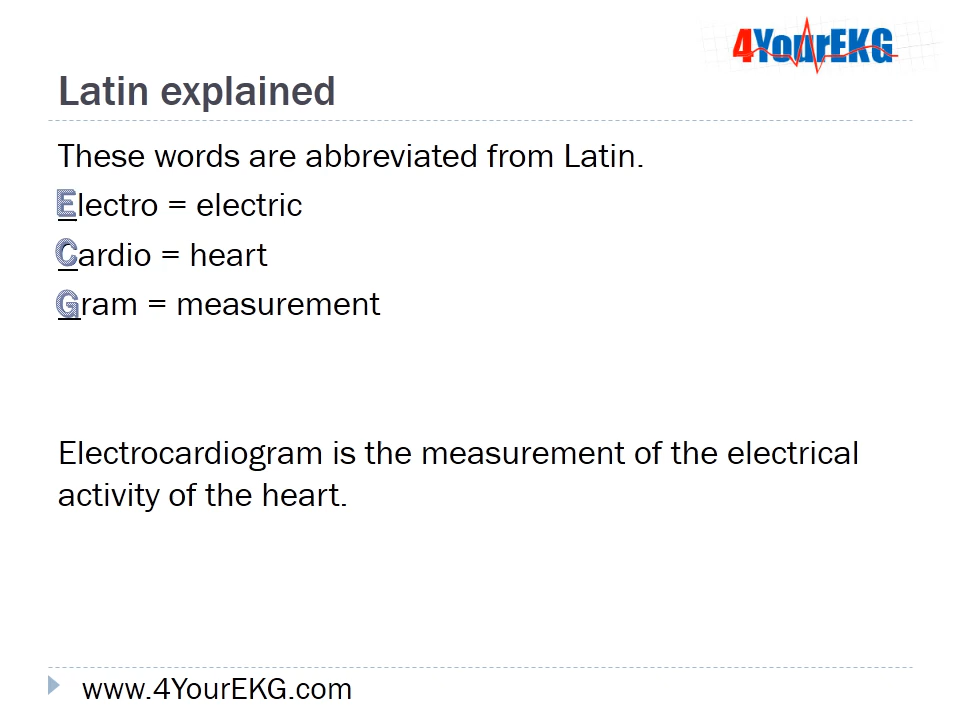 4YourEKG
Latin explained
These words are abbreviated from Latin.
Electro = electric
Cardio = heart
Gram = measurement
Electrocardiogram is the measurement of the electrical
activity of the heart.
www.4YourEKG.com